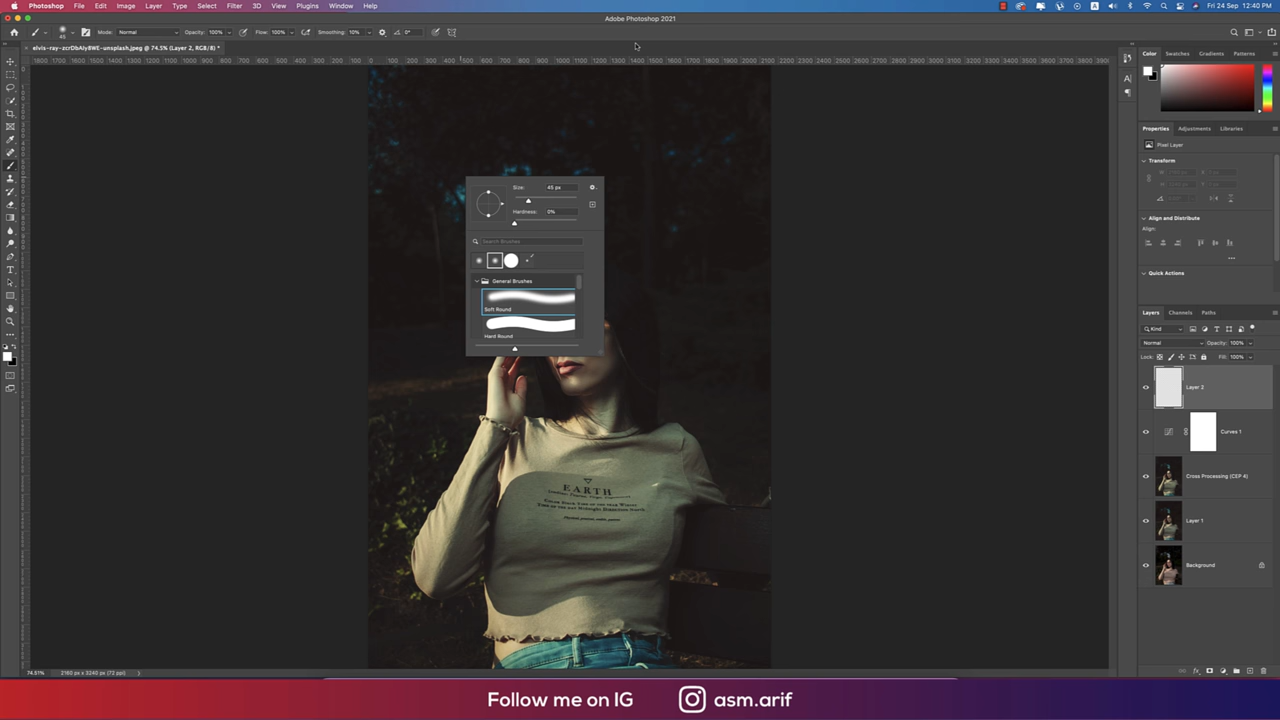 Photoshop File Edit Image Layer Type Select Filter 3D View Plugins Window Help
Fri 24 Sep 12:40 PM
Adobe Photoshop 2021
45
Mode: Normal
Opacity: 100%
Flow: 100%
Smoothing: 10%
0°
elvis-ray-zcrDbAIy8WE-unsplash.jpeg @ 74.5% (Layer 2, RGB/8) *
Color Swatches Gradients Patterns
Properties Adjustments Libraries
Pixel Layer
Transform
Align and Distribute
Align:
Quick Actions
Layers Channels Paths
Kind
Normal
Opacity: 100%
Lock:
Fill: 100%
Layer 2
Curves 1
Cross Processing (CEP 4)
Layer 1
Background
Size: 45 px
Hardness: 0%
Search Brushes
General Brushes
Soft Round
Hard Round
EARTH
74.51% 2160 px x 3240 px (72 ppi)
Follow me on IG
asm.arif